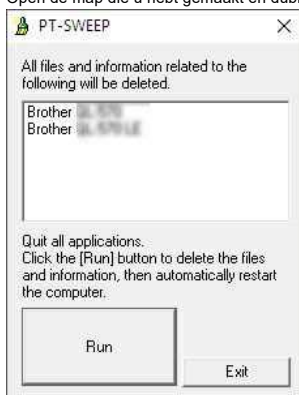 Open de map die u hebt gemaakt en dub
PT-SWEEP
All files and information related to the
following will be deleted.
Brother
Brother
Quit all applications.
Click the [Run] button to delete the files
and information, then automatically restart
the computer.
Run
Exit